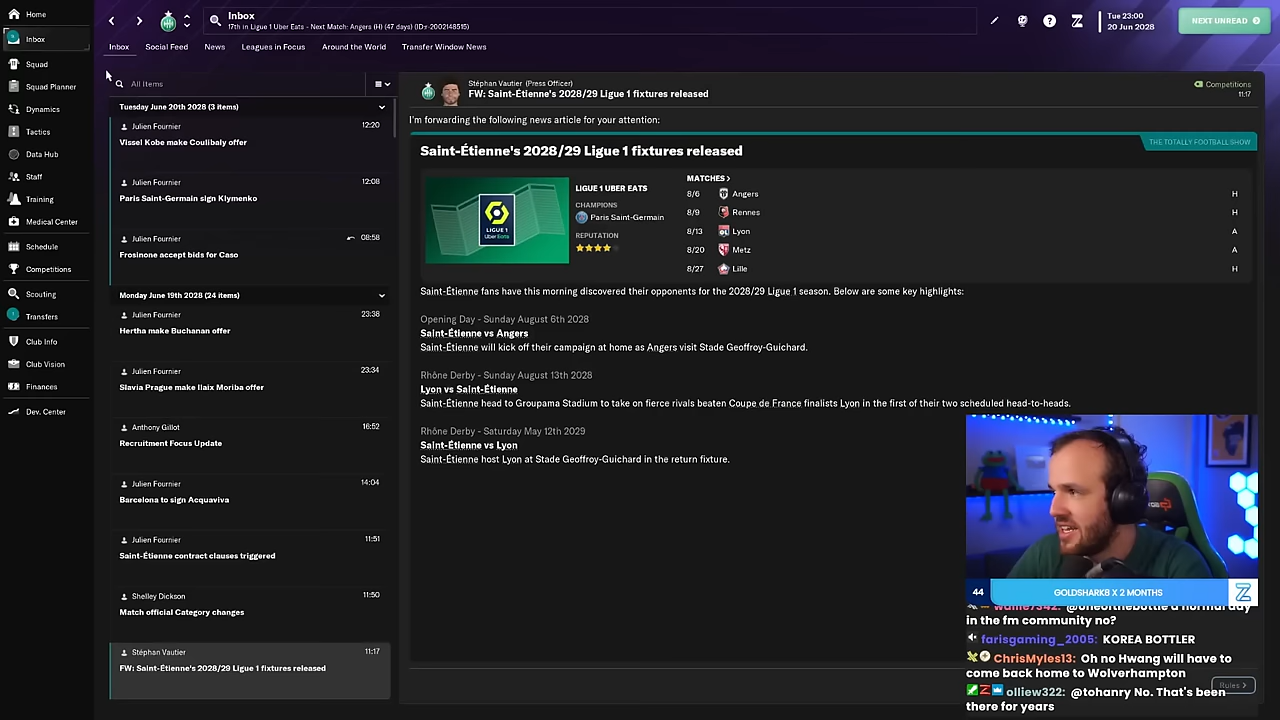 Home
Inbox
Squad
Squad Planner
Dynamics
Tactics
Data Hub
Staff
Training
Medical Center
Schedule
Competitions
Scouting
Transfers
Club Info
Club Vision
Finances
Dev. Center
Inbox
17th in Ligue 1 Uber Eats - Next Match: Angers (H) (47 days) (ID:r-2002148515)
Tue 23:00
20 Jun 2028
NEXT UNREAD
Inbox
Social Feed
News
Leagues in Focus
Around the World
Transfer Window News
All Items
Tuesday June 20th 2028 (3 items)
Julien Fournier 12:20
Vissel Kobe make Coulibaly offer
Julien Fournier 12:08
Paris Saint-Germain sign Klymenko
Julien Fournier 08:58
Frosinone accept bids for Caso
Monday June 19th 2028 (24 items)
Julien Fournier 23:38
Hertha make Buchanan offer
Julien Fournier 23:34
Slavia Prague make Ilaix Moriba offer
Anthony Gillot 16:52
Recruitment Focus Update
Julien Fournier 14:04
Barcelona to sign Acquaviva
Julien Fournier 11:51
Saint-Étienne contract clauses triggered
Shelley Dickson 11:50
Match official Category changes
Stéphan Vautier 11:17
FW: Saint-Étienne's 2028/29 Ligue 1 fixtures released
Stéphan Vautier (Press Officer)
FW: Saint-Étienne's 2028/29 Ligue 1 fixtures released
Competitions
11:17
I'm forwarding the following news article for your attention:
THE TOTALLY FOOTBALL SHOW
Saint-Étienne's 2028/29 Ligue 1 fixtures released
LIGUE 1
Uber Eats
LIGUE 1 UBER EATS
CHAMPIONS
Paris Saint-Germain
REPUTATION
MATCHES >
8/6 Angers H
8/9 Rennes H
8/13 Lyon A
8/20 Metz A
8/27 Lille H
Saint-Étienne fans have this morning discovered their opponents for the 2028/29 Ligue 1 season. Below are some key highlights:
Opening Day - Sunday August 6th 2028
Saint-Étienne vs Angers
Saint-Étienne will kick off their campaign at home as Angers visit Stade Geoffroy-Guichard.
Rhône Derby - Sunday August 13th 2028
Lyon vs Saint-Étienne
Saint-Étienne head to Groupama Stadium to take on fierce rivals beaten Coupe de France finalists Lyon in the first of their two scheduled head-to-heads.
Rhône Derby - Saturday May 12th 2029
Saint-Étienne vs Lyon
Saint-Étienne host Lyon at Stade Geoffroy-Guichard in the return fixture.
44 GOLDSHARK8 X 2 MONTHS Z
a normal day
in the fm community no?
farisgaming_2005: KOREA BOTTLER
ChrisMyles13: Oh no Hwang will have to
come back home to Wolverhampton
olliew322: @tohanry No. That's been
there for years
Rules >